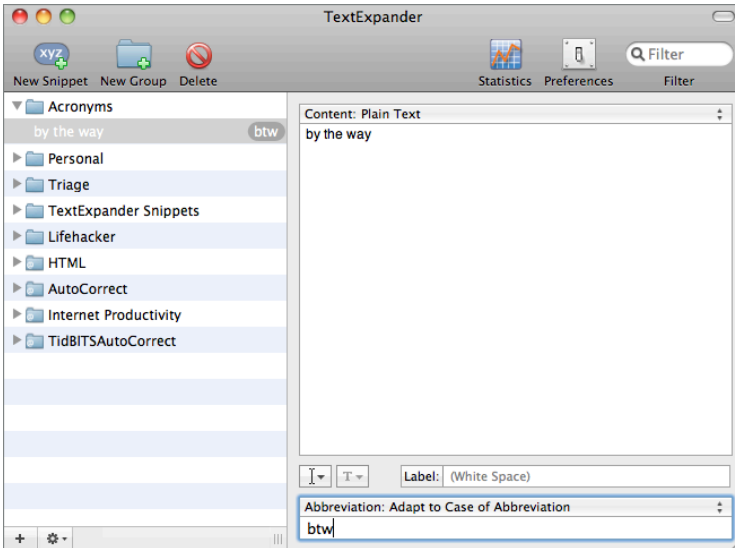 TextExpander
xyz
New Snippet New Group Delete Statistics Preferences Filter
Filter
Acronyms
by the way btw
Personal
Triage
TextExpander Snippets
Lifehacker
HTML
AutoCorrect
Internet Productivity
TidBITSAutoCorrect
Content: Plain Text
by the way
T
Label: (White Space)
Abbreviation: Adapt to Case of Abbreviation
btw